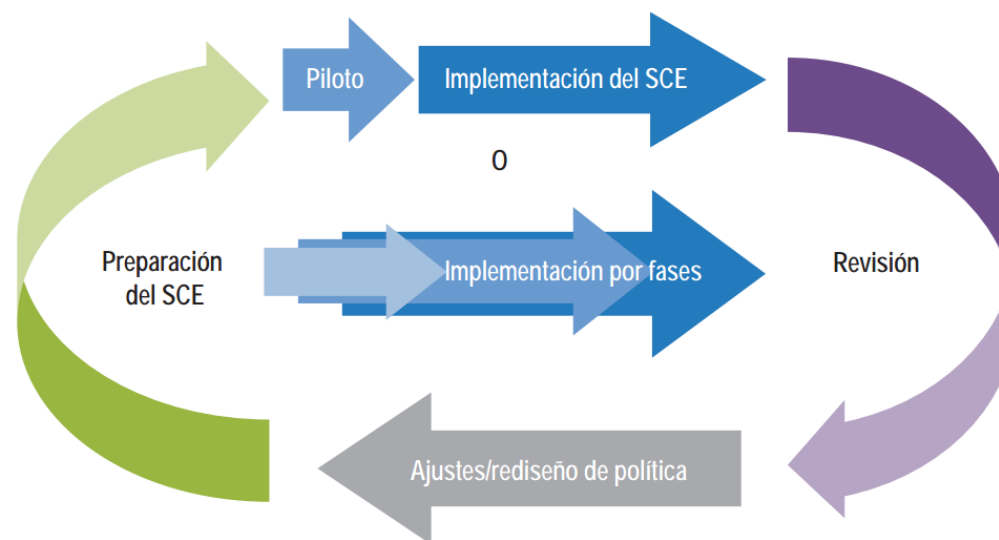 Piloto
Implementación del SCE
O
Preparación
del SCE
Implementación por fases
Revisión
Ajustes/rediseño de política